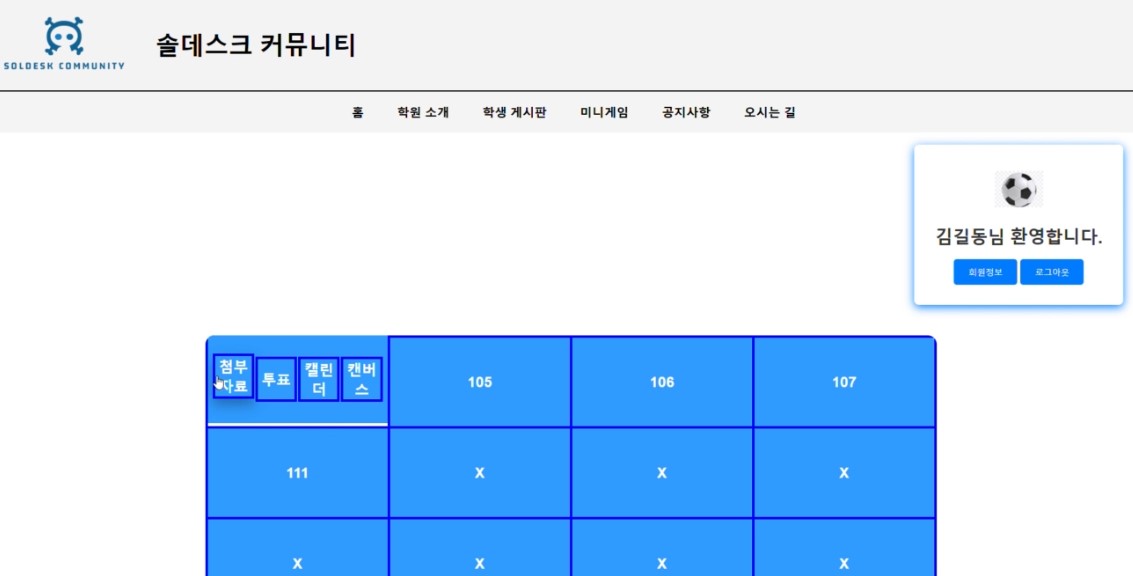 솔데스크 커뮤니티
SOLDESK COMMUNITY
홈 학원 소개 학생 게시판 미니게임 공지사항 오시는 길
김길동님 환영합니다.
회원정보 로그아웃
첨부
자료
투표
캘린
더
캔버
스
105 106 107
111 X X X
X X X X